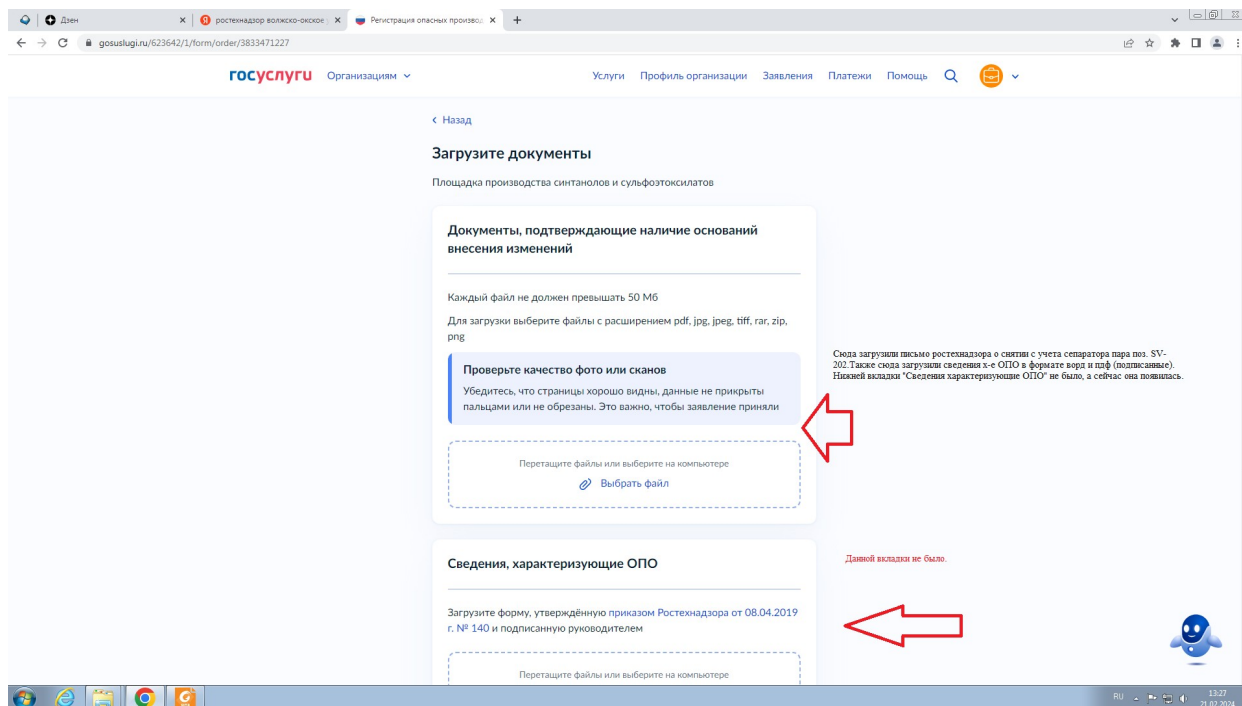 Дзен
ростехнадзор волжско-окское
Регистрация опасных произво
gosuslugi.ru/623642/1/form/order/3833471227
госуслуги Организациям Услуги Профиль организации Заявления Платежи Помощь
Назад
Загрузите документы
Площадка производства синтанолов и сульфоэтоксилатов
Документы, подтверждающие наличие оснований
внесения изменений
Каждый файл не должен превышать 50 Мб
Для загрузки выберите файлы с расширением pdf, jpg, jpeg, tiff, rar, zip,
png
Проверьте качество фото или сканов
Убедитесь, что страницы хорошо видны, данные не прикрыты
пальцами или не обрезаны. Это важно, чтобы заявление приняли
Перетащите файлы или выберите на компьютере
Выбрать файл
Сюда загрузили письмо ростехнадзора о снятии с учета сепаратора пара поз. SV-
202.Также сюда загрузили сведения х-е ОПО в формате ворд и пдф (подписанные).
Нижней вкладки "Сведения характеризующие ОПО" не было, а сейчас она появилась.
Сведения, характеризующие ОПО
Данной вкладки не было.
Загрузите форму, утверждённую приказом Ростехнадзора от 08.04.2019
г. № 140 и подписанную руководителем
Перетащите файлы или выберите на компьютере
RU
13:27
21.02.2024